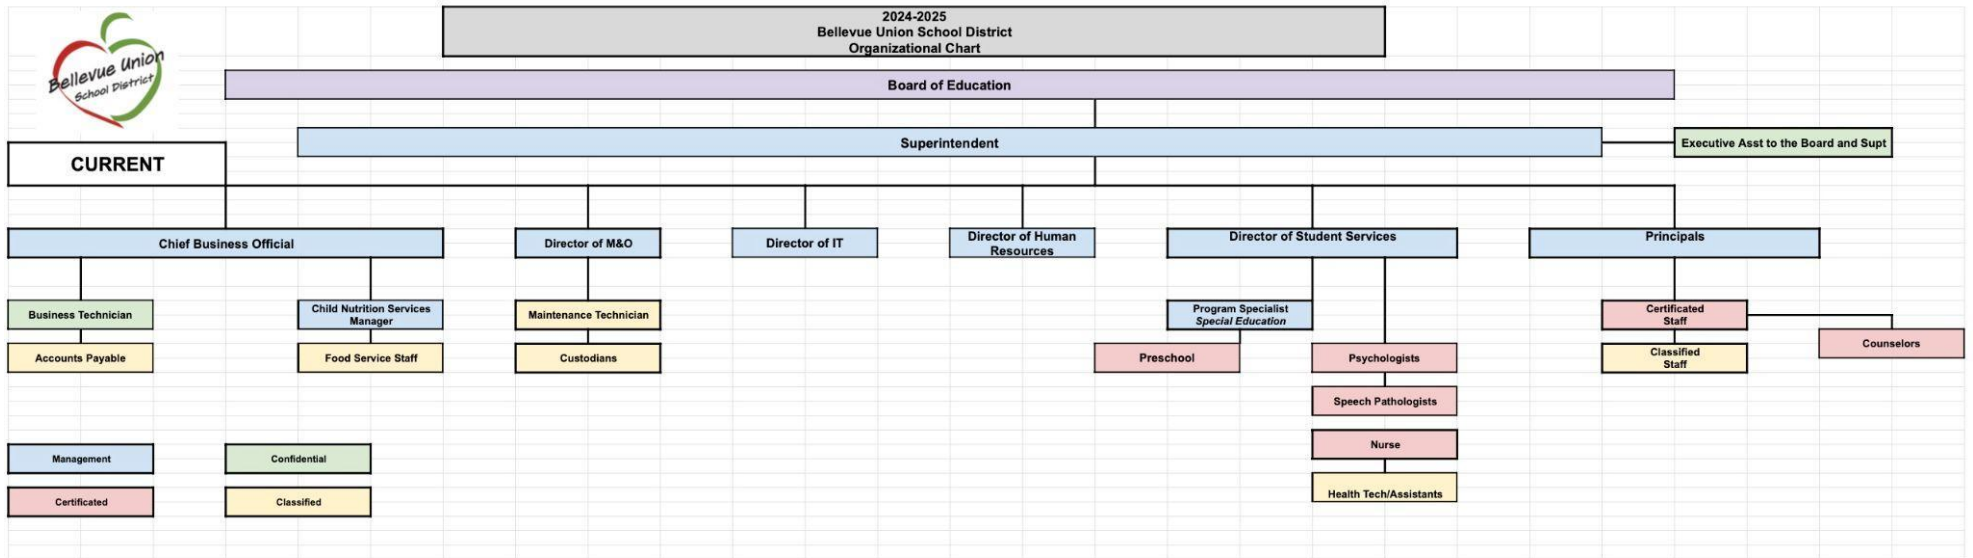 2024-2025
Bellevue Union School District
Organizational Chart
Bellevue Union
School District
Board of Education
Superintendent
Executive Asst to the Board and Supt
CURRENT
Chief Business Official
Director of M&O
Director of IT
Director of Human
Resources
Director of Student Services
Principals
Business Technician
Child Nutrition Services
Manager
Maintenance Technician
Program Specialist
Special Education
Certificated
Staff
Accounts Payable
Food Service Staff
Custodians
Preschool
Psychologists
Classified
Staff
Counselors
Speech Pathologists
Nurse
Health Tech/Assistants
Management
Confidential
Certificated
Classified